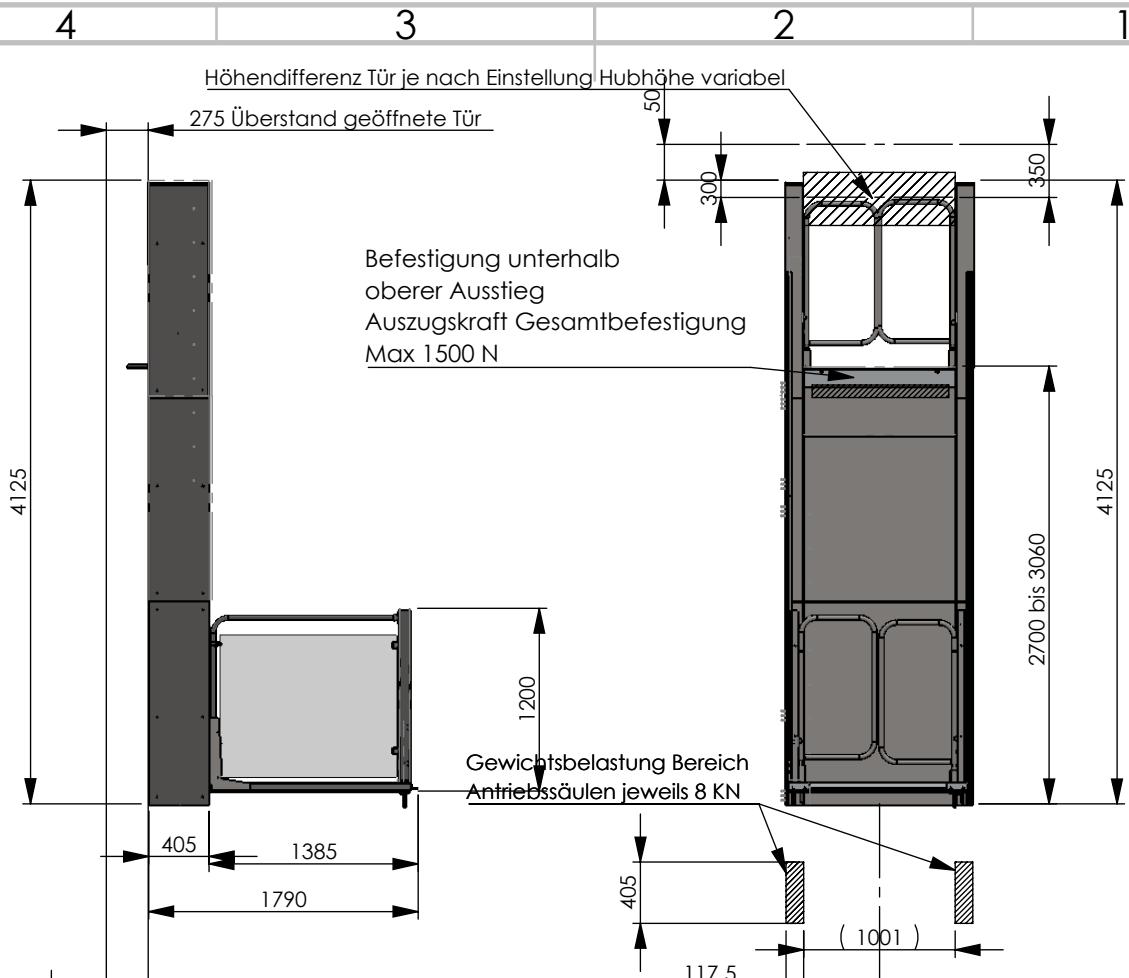 4
3
2
1
Höhendifferenz Tür je nach Einstellung Hubhöhe variabel
275 Überstand geöffnete Tür
50
300
350
Befestigung unterhalb
oberer Ausstieg
Auszugskraft Gesamtbefestigung
Max 1500 N
4125
4125
2700 bis 3060
1200
Gewichtsbelastung Bereich
Antriebssäulen jeweils 8 KN
405
1385
1790
405
( 1001 )
117,5